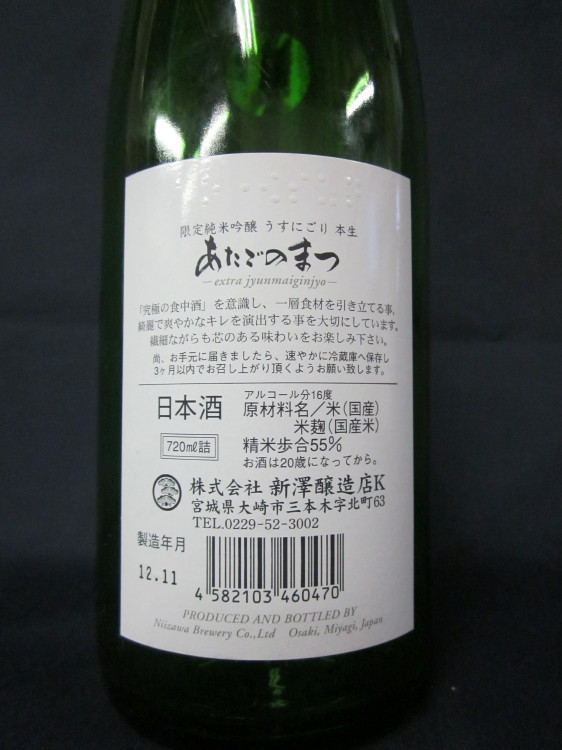 限定純米吟醸 うすにごり 本生
あたごのまつ
—extra jyunmaiginjyo—
「究極の食中酒」を意識し、一層食材を引き立てる事、
綺麗で爽やかなキレを演出する事を大切にしています。
繊細ながらも芯のある味わいをお楽しみ下さい。
尚、お手元に届きましたら、速やかに冷蔵庫へ保存し
3ヶ月以内でお召し上がり頂くようお願い致します。
アルコール分16度
日本酒 原材料名／米(国産)
米麹(国産米)
720ml詰 精米歩合55%
お酒は20歳になってから。
株式会社 新澤醸造店K
宮城県大崎市三本木字北町63
TEL.0229-52-3002
製造年月
12.11
4 582103 460470
PRODUCED AND BOTTLED BY
Niizawa Brewery Co.,Ltd Osaki, Miyagi, Japan